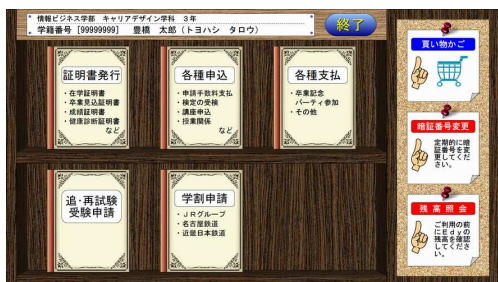 情報ビジネス学部 キャリアデザイン学科 3年
学籍番号 [99999999] 豊橋 太郎（トヨハシ タロウ）
終了
証明書発行
・在学証明書
・卒業見込証明書
・成績証明書
・健康診断証明書
など
各種申込
・申請手数料支払
・検定の受検
・講座申込
・授業関係
など
各種支払
・卒業記念
パーティ参加
・その他
追・再試験
受験申請
学割申請
・JRグループ
・名古屋鉄道
・近畿日本鉄道
買い物かご
暗証番号変更
定期的に暗
証番号を変
更してくだ
さい。
残高照会
ご利用の前
にEdyの
残高を確認
してくださ
い。